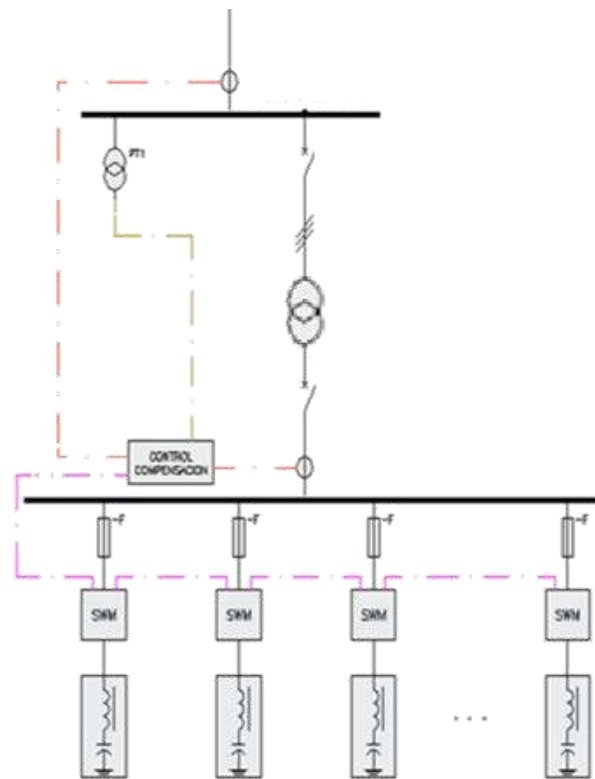 PT1
CONTROL
COMPENSACION
-F
-F
-F
-F
SWM
SWM
SWM
SWM
...